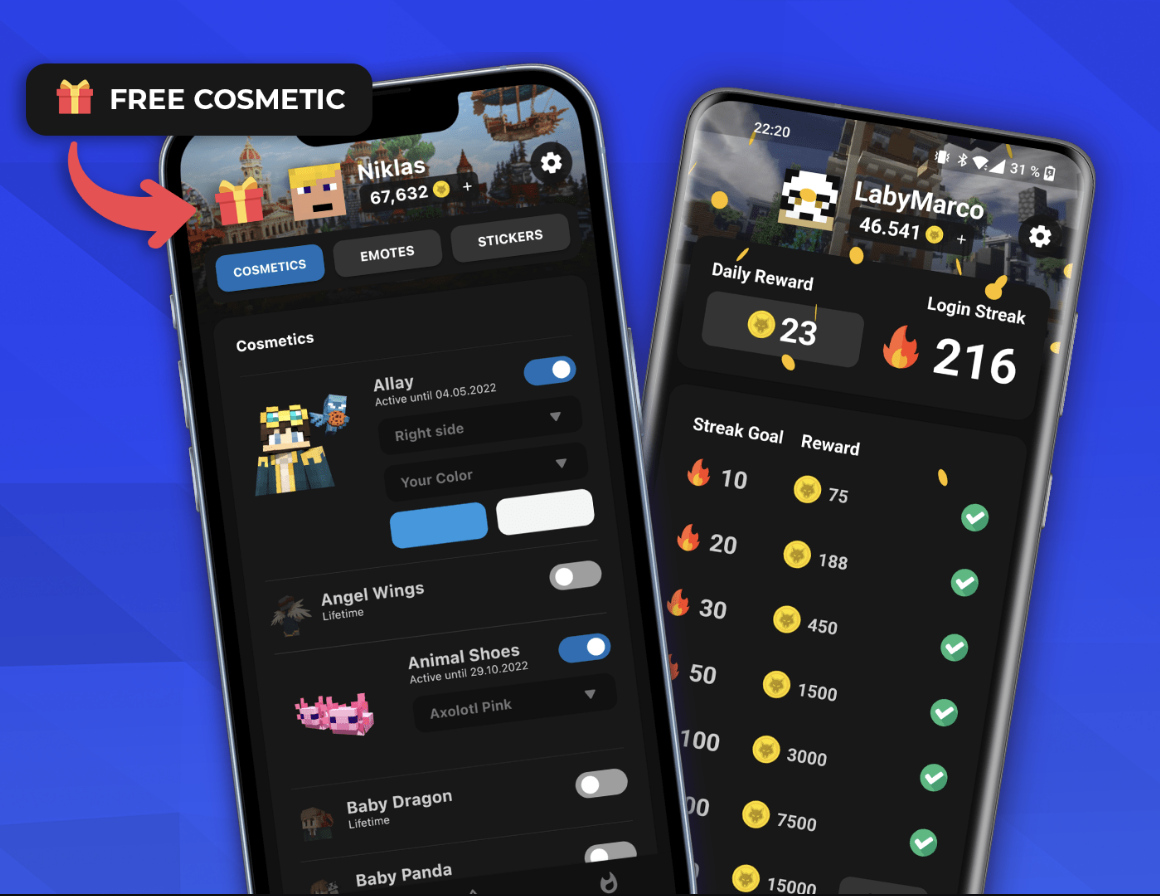 FREE COSMETIC
Niklas
67,632 +
COSMETICS
EMOTES
STICKERS
Cosmetics
Allay
Active until 04.05.2022
Right side
Your Color
Angel Wings
Lifetime
Animal Shoes
Active until 29.10.2022
Axolotl Pink
Baby Dragon
Lifetime
Baby Panda
22:20
31 %
LabyMarco
46.541 +
Daily Reward
23
Login Streak
216
Streak Goal Reward
10 75
20 188
30 450
50 1500
100 3000
00 7500
15000